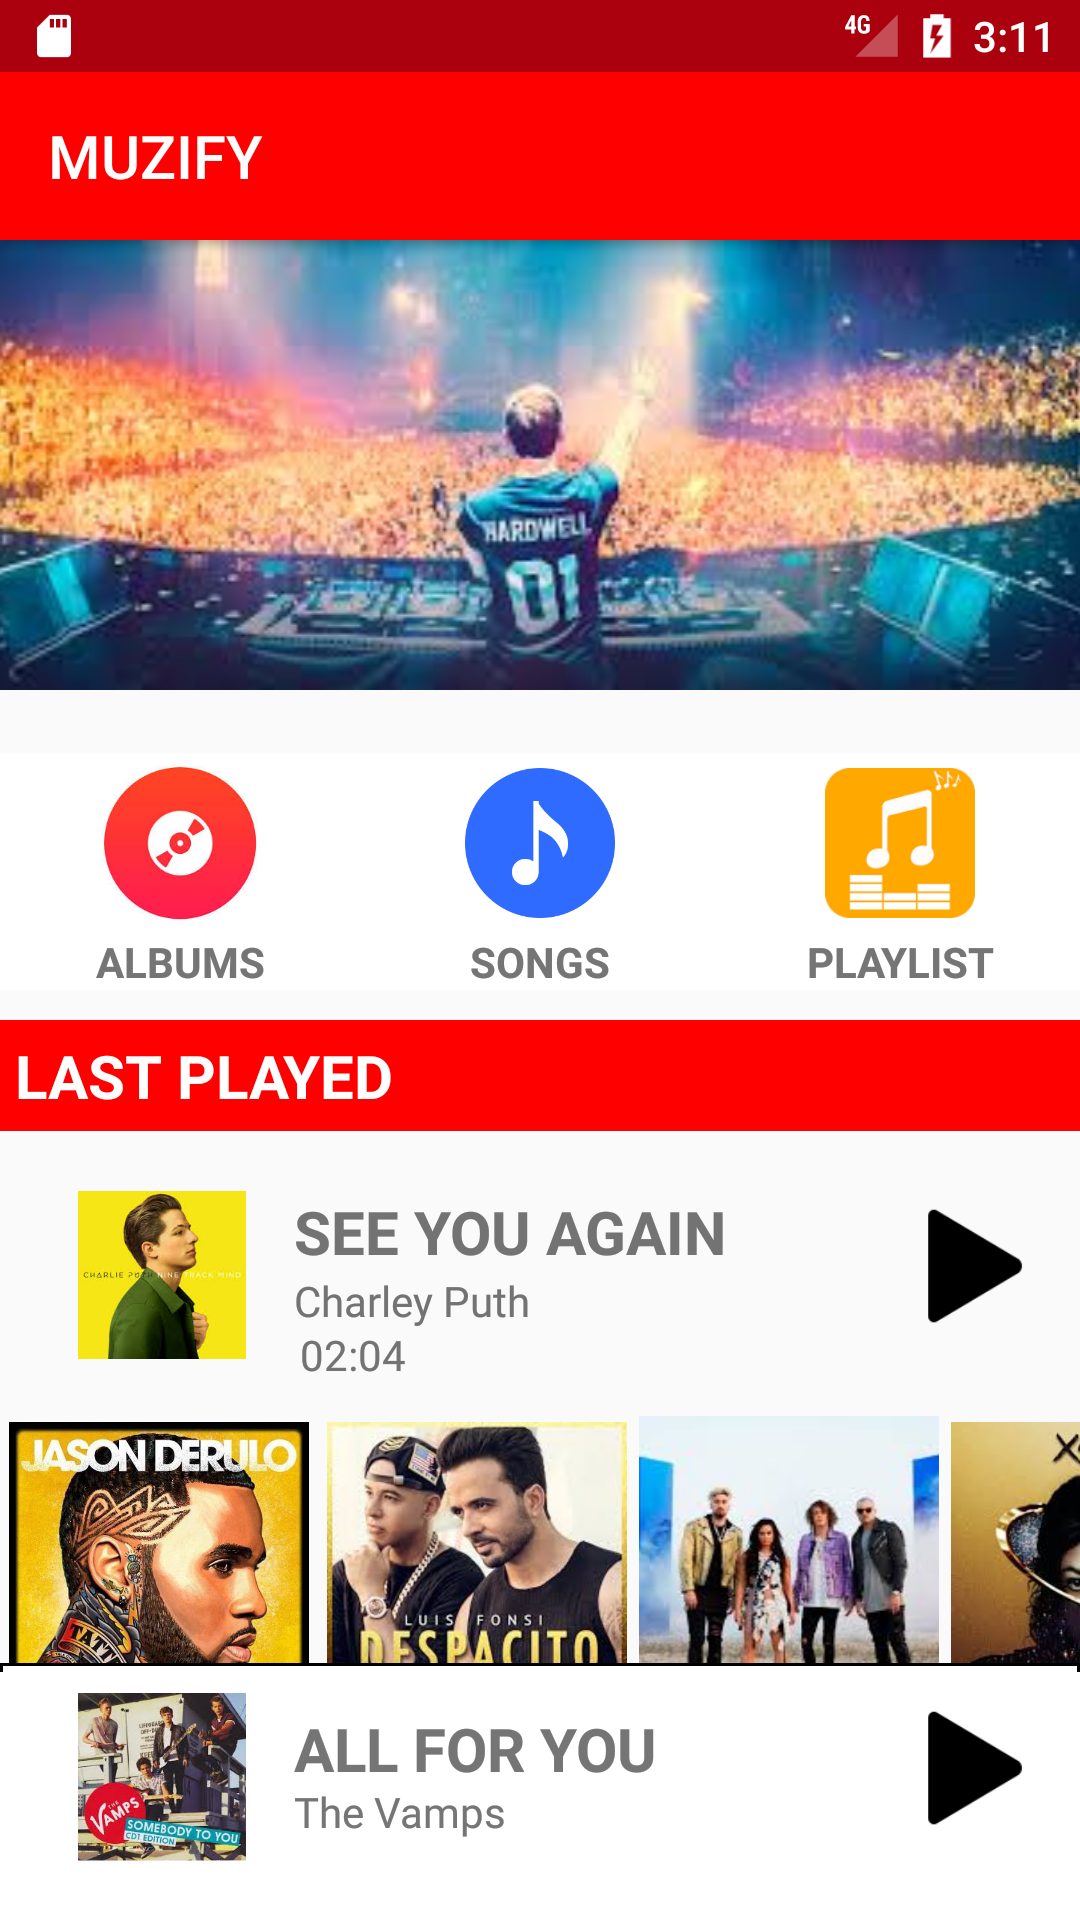 4G 3:11
MUZIFY
HARDWELL
01
ALBUMS SONGS PLAYLIST
LAST PLAYED
CHARLIE PUTH NINE TRACK MIND
SEE YOU AGAIN
Charley Puth
02:04
JASON DERULO
TATT
LUIS FONSI
DESPACITO
THE
VAMPS
SOMEBODY TO YOU
CD1 EDITION
ALL FOR YOU
The Vamps